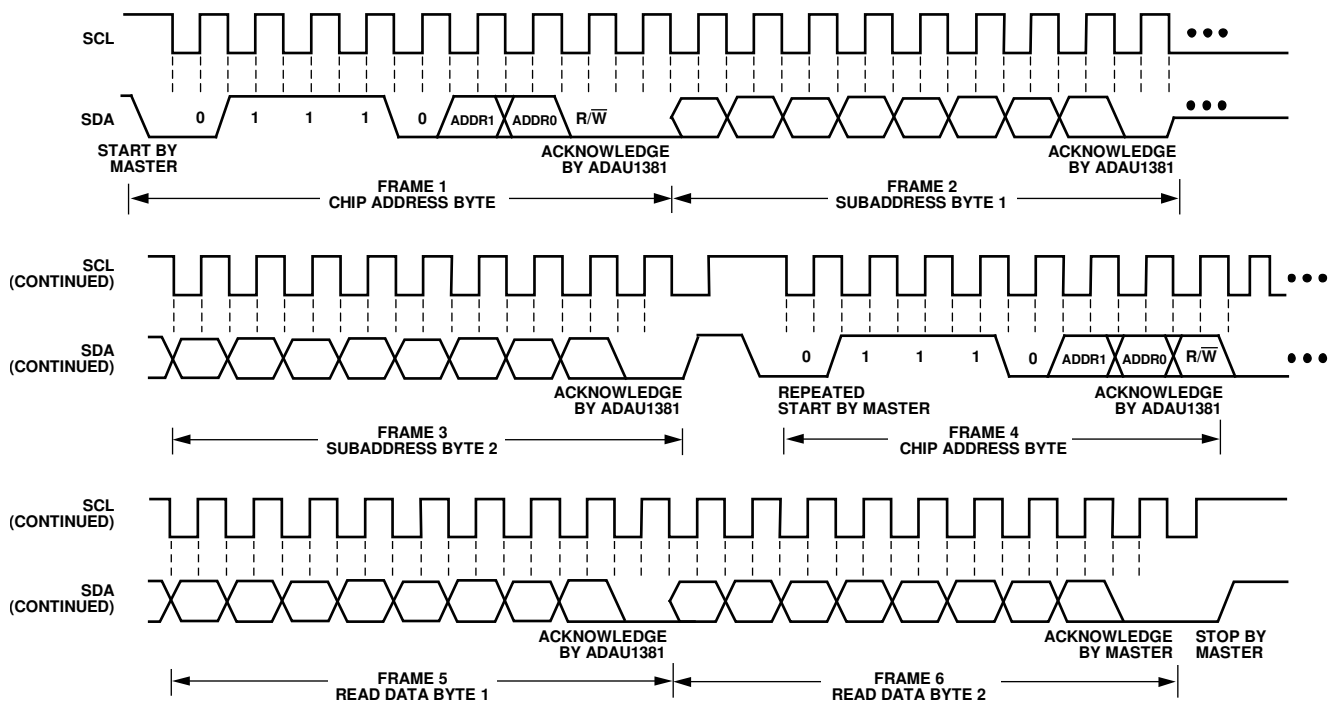 SCL
SDA
0 1 1 1 0 ADDR1 ADDR0 R/W̅
START BY
MASTER
ACKNOWLEDGE
BY ADAU1381
ACKNOWLEDGE
BY ADAU1381
FRAME 1
CHIP ADDRESS BYTE
FRAME 2
SUBADDRESS BYTE 1
SCL
(CONTINUED)
SDA
(CONTINUED)
0 1 1 1 0 ADDR1 ADDR0 R/W̅
ACKNOWLEDGE
BY ADAU1381
REPEATED
START BY MASTER
ACKNOWLEDGE
BY ADAU1381
FRAME 3
SUBADDRESS BYTE 2
FRAME 4
CHIP ADDRESS BYTE
SCL
(CONTINUED)
SDA
(CONTINUED)
ACKNOWLEDGE
BY ADAU1381
ACKNOWLEDGE
BY MASTER
STOP BY
MASTER
FRAME 5
READ DATA BYTE 1
FRAME 6
READ DATA BYTE 2